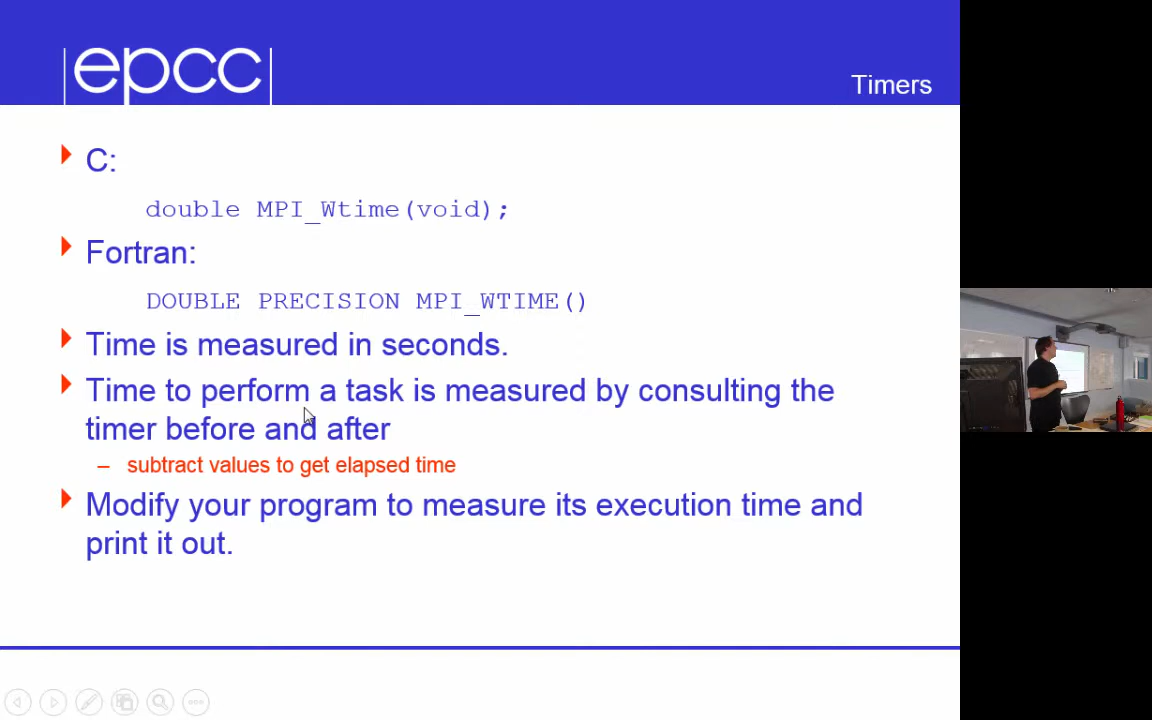 epcc
Timers
C:
double MPI_Wtime(void);
Fortran:
DOUBLE PRECISION MPI_WTIME()
Time is measured in seconds.
Time to perform a task is measured by consulting the
timer before and after
– subtract values to get elapsed time
Modify your program to measure its execution time and
print it out.